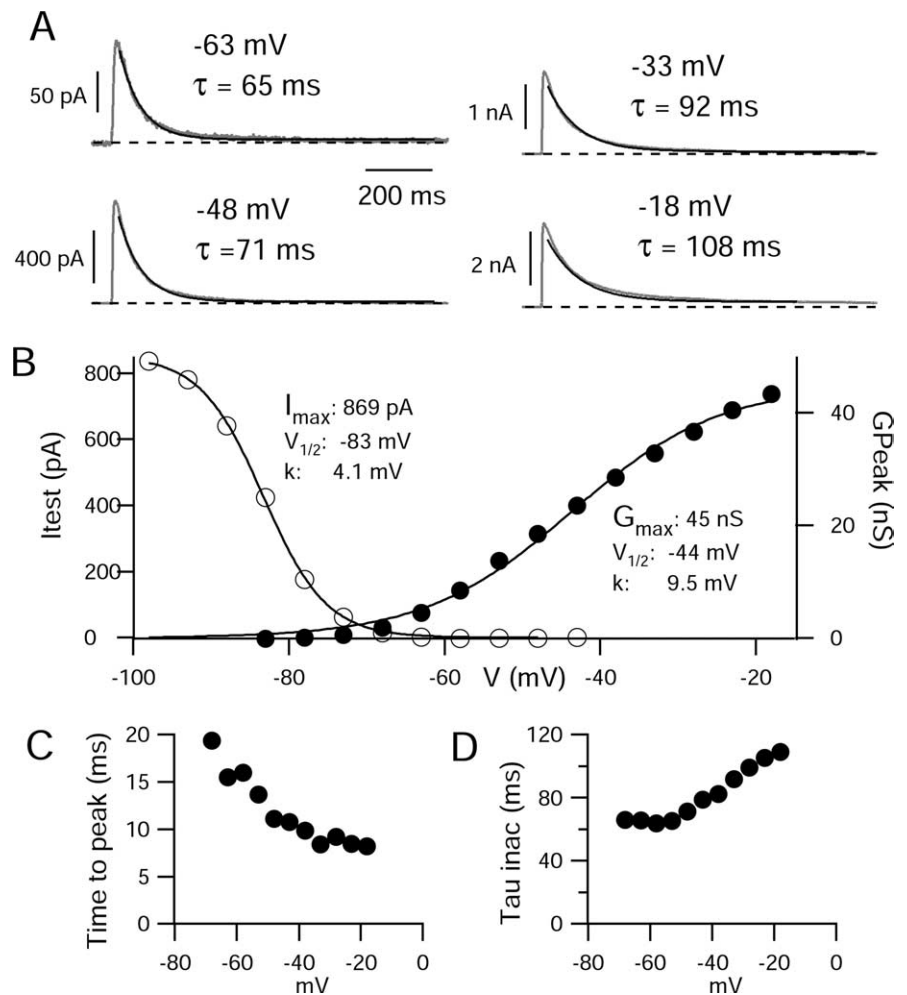 A
-63 mV
τ = 65 ms
50 pA
-33 mV
τ = 92 ms
1 nA
200 ms
-48 mV
τ =71 ms
400 pA
-18 mV
τ = 108 ms
2 nA
B
Itest (pA)
800
600
400
200
0
Imax: 869 pA
V1/2: -83 mV
k: 4.1 mV
Gmax: 45 nS
V1/2: -44 mV
k: 9.5 mV
40
20
0
GPeak (nS)
-100
-80
-60
V (mV)
-40
-20
C
Time to peak (ms)
20
15
10
5
0
-80
-60
-40
-20
0
mV
D
Tau inac (ms)
120
80
40
0
-80
-60
-40
-20
0
mV